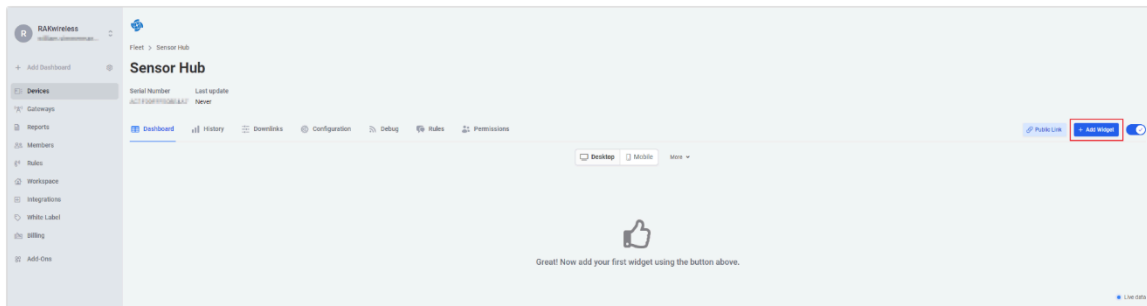 R
RAKwireless
+ Add Dashboard
Devices
Gateways
Reports
Members
Rules
Workspace
Integrations
White Label
Billing
Add-Ons
Fleet > Sensor Hub
Sensor Hub
Serial Number Last update
Never
Dashboard History Downlinks Configuration Debug Rules Permissions
Public Link + Add Widget
Desktop Mobile More
Great! Now add your first widget using the button above.
Live data